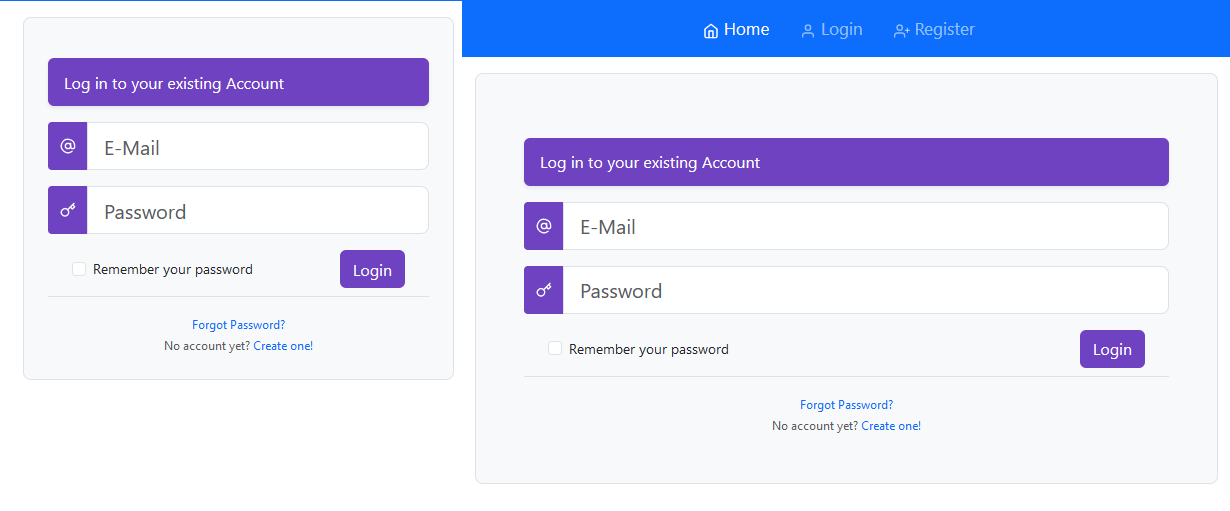 Log in to your existing Account
@ E-Mail
Password
Remember your password Login
Forgot Password?
No account yet? Create one!
Home Login Register
Log in to your existing Account
@ E-Mail
Password
Remember your password Login
Forgot Password?
No account yet? Create one!